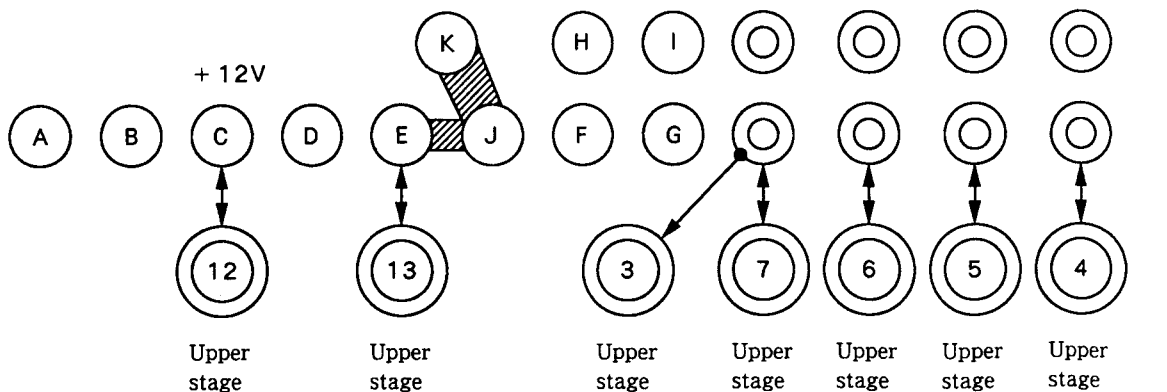 K H I
+ 12V
A B C D E J F G
12 13 3 7 6 5 4
Upper Upper Upper Upper Upper Upper Upper
stage stage stage stage stage stage stage